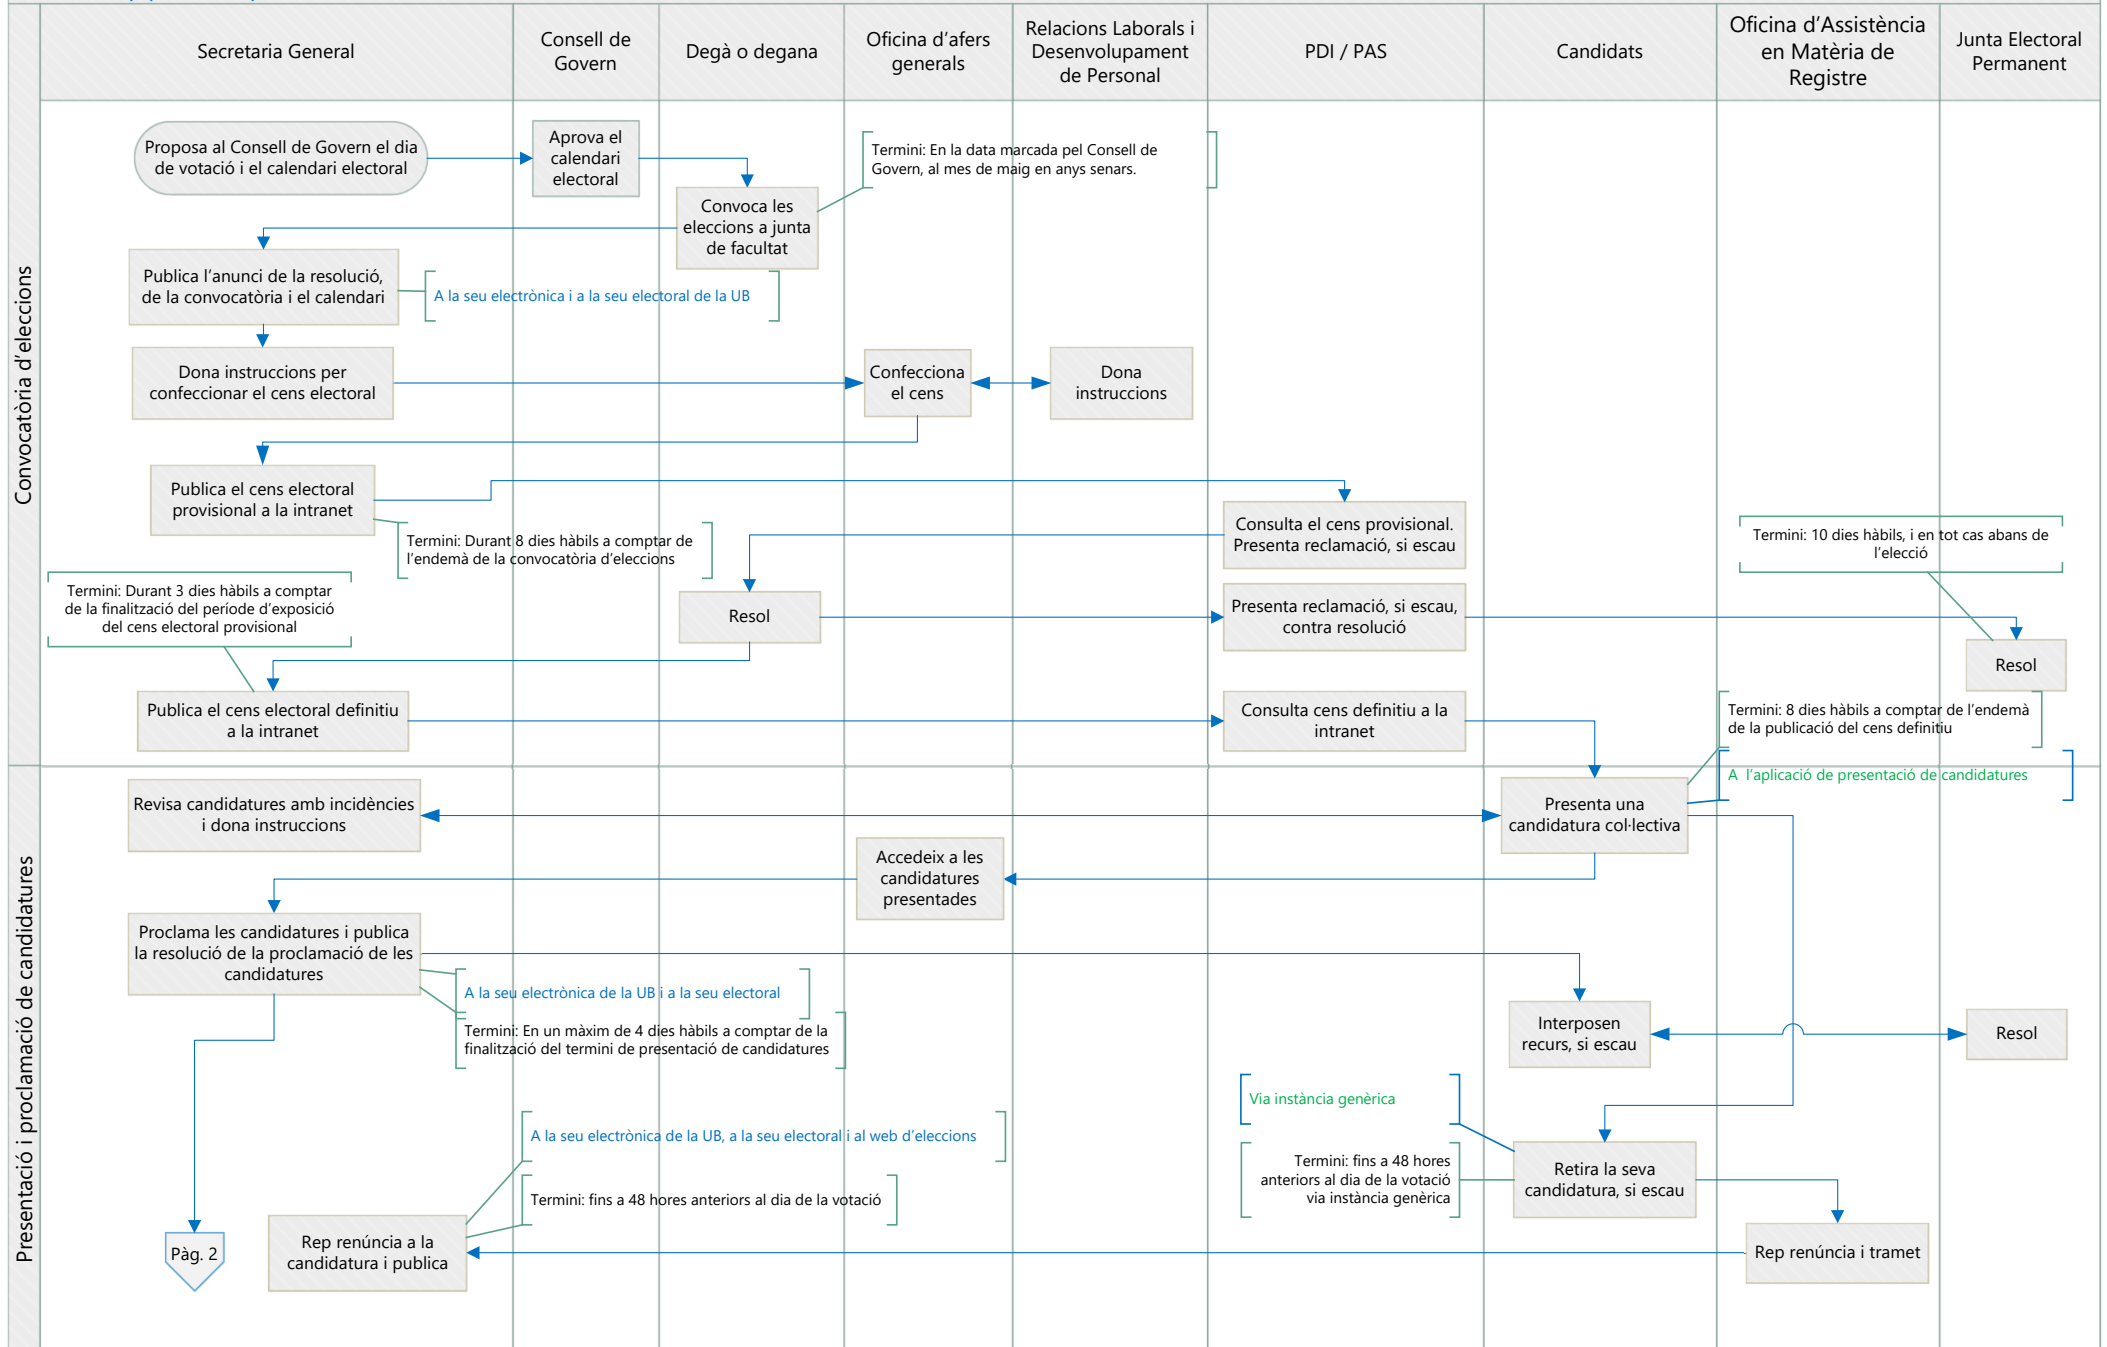 Secretaria General
Consell de
Govern
Degà o degana
Oficina d'afers
generals
Relacions Laborals i
Desenvolupament
de Personal
PDI / PAS
Candidats
Oficina d'Assistència
en Matèria de
Registre
Junta Electoral
Permanent
Convocatòria d'eleccions
Proposa al Consell de Govern el dia
de votació i el calendari electoral
Aprova el
calendari
electoral
Termini: En la data marcada pel Consell de
Govern, al mes de maig en anys senars.
Convoca les
eleccions a junta
de facultat
Publica l'anunci de la resolució,
de la convocatòria i el calendari
A la seu electrònica i a la seu electoral de la UB
Dona instruccions per
confeccionar el cens electoral
Confecciona
el cens
Dona
instruccions
Publica el cens electoral
provisional a la intranet
Termini: Durant 8 dies hàbils a comptar de
l'endemà de la convocatòria d'eleccions
Consulta el cens provisional.
Presenta reclamació, si escau
Termini: 10 dies hàbils, i en tot cas abans de
l'elecció
Termini: Durant 3 dies hàbils a comptar
de la finalització del període d'exposició
del cens electoral provisional
Resol
Presenta reclamació, si escau,
contra resolució
Resol
Publica el cens electoral definitiu
a la intranet
Consulta cens definitiu a la
intranet
Termini: 8 dies hàbils a comptar de l'endemà
de la publicació del cens definitiu
A l'aplicació de presentació de candidatures
Presentació i proclamació de candidatures
Revisa candidatures amb incidències
i dona instruccions
Presenta una
candidatura col·lectiva
Accedeix a les
candidatures
presentades
Proclama les candidatures i publica
la resolució de la proclamació de les
candidatures
A la seu electrònica de la UB i a la seu electoral
Termini: En un màxim de 4 dies hàbils a comptar de la
finalització del termini de presentació de candidatures
Interposen
recurs, si escau
Resol
Via instància genèrica
A la seu electrònica de la UB, a la seu electoral i al web d'eleccions
Termini: fins a 48 hores
anteriors al dia de la votació
via instància genèrica
Retira la seva
candidatura, si escau
Termini: fins a 48 hores anteriors al dia de la votació
Pàg. 2
Rep renúncia a la
candidatura i publica
Rep renúncia i tramet